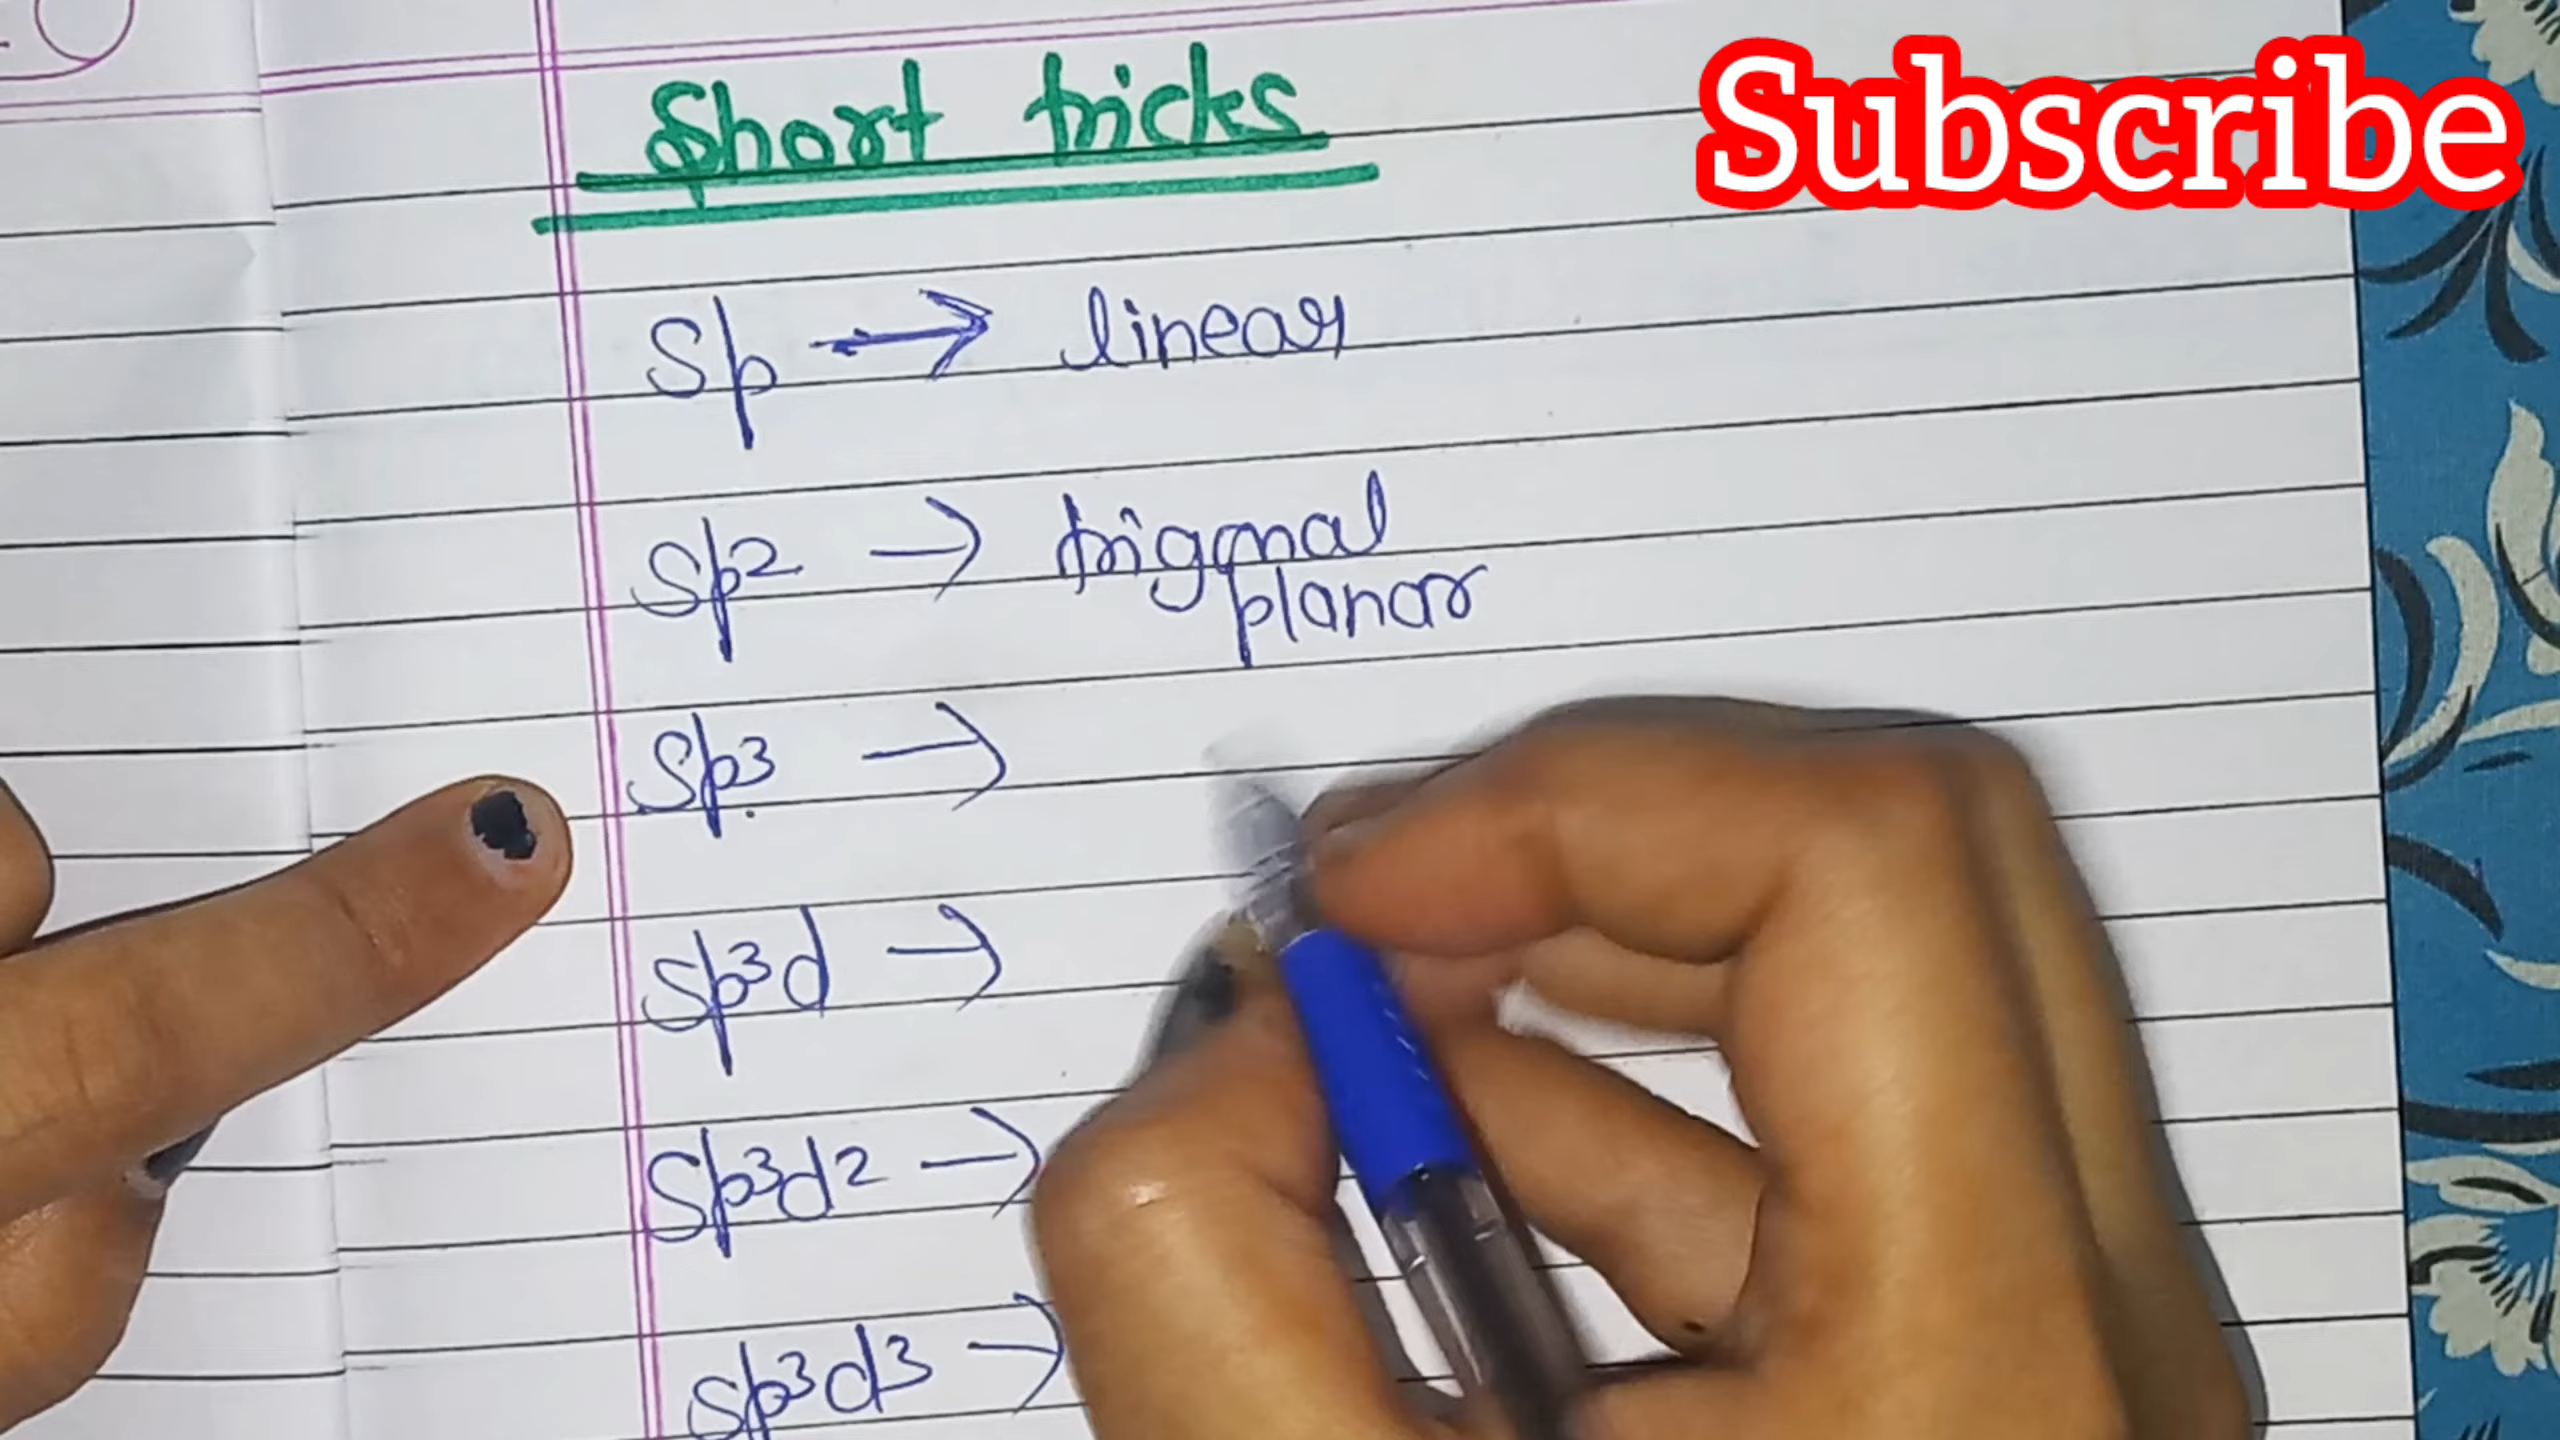 Short tricks
Subscribe
Sp → linear
Sp2 → trigonal
planar
Sp3 →
Sp3d →
Sp3d2 →
Sp3d3 →